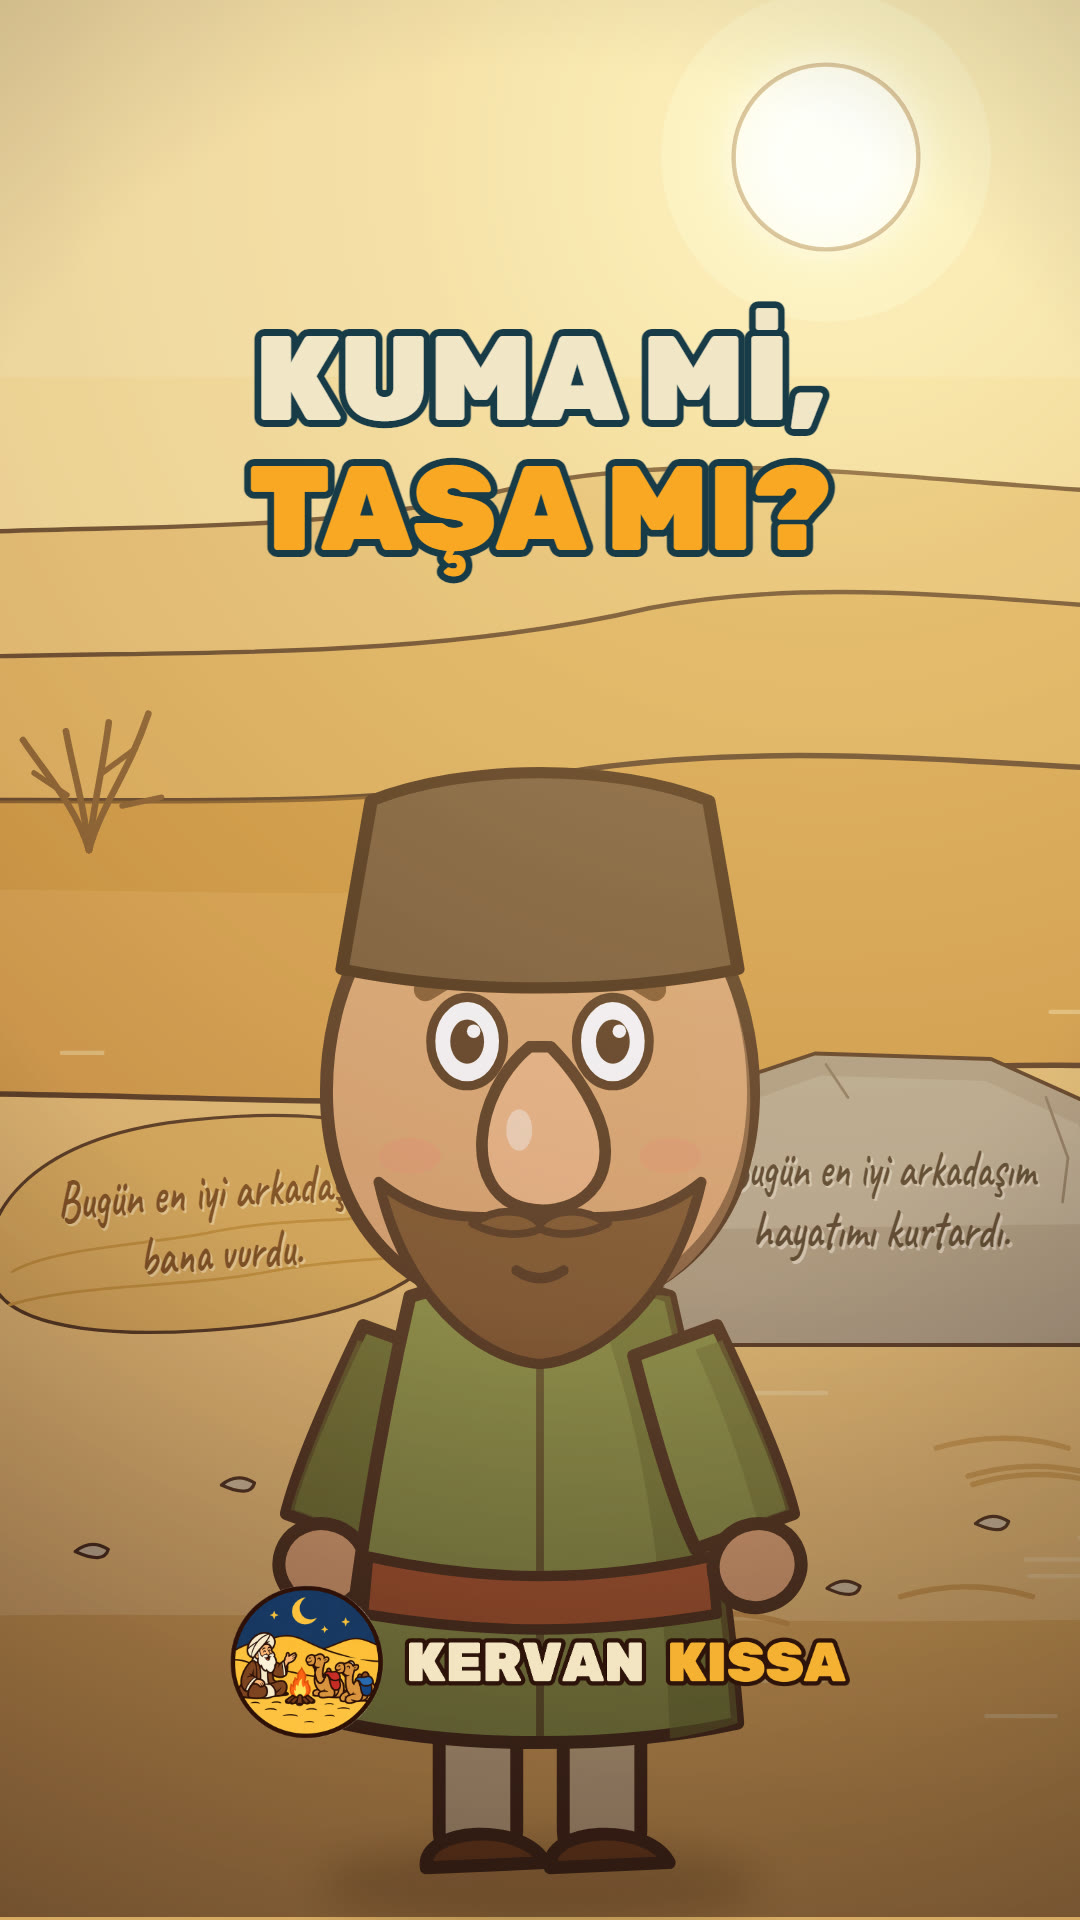 KUMA Mİ,
TAŞA MI?
Bugün en iyi
bana vurdu.
en iyi arkadaşım
hayatımı kurtardı.
KERVAN KISSA